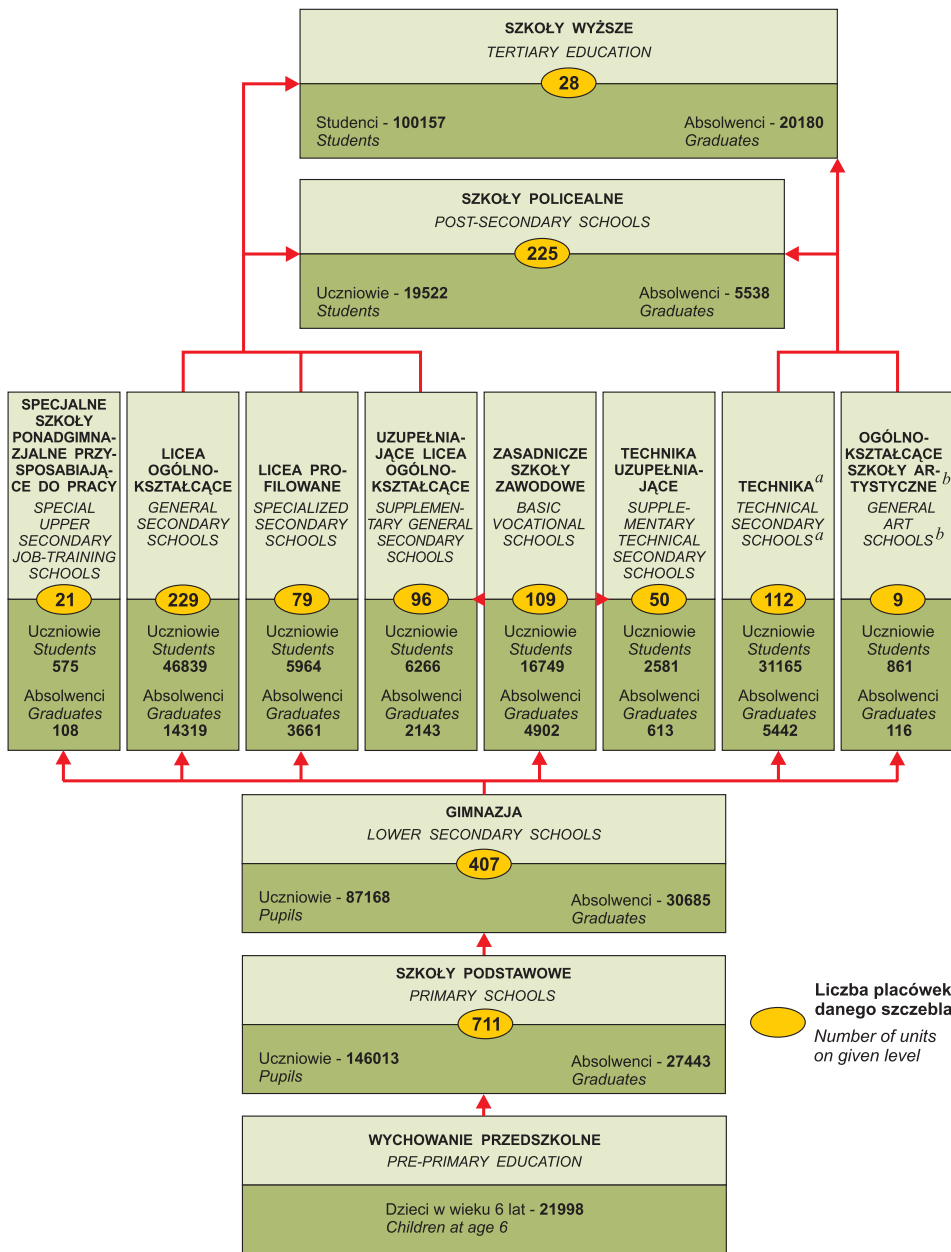 SZKOŁY WYŻSZE
TERTIARY EDUCATION
28
Studenci - 100157
Students
Absolwenci - 20180
Graduates
SZKOŁY POLICEALNE
POST-SECONDARY SCHOOLS
225
Uczniowie - 19522
Students
Absolwenci - 5538
Graduates
SPECJALNE
SZKOŁY
PONADGIMNA-
ZJALNE PRZY-
SPOSABIAJĄ-
CE DO PRACY
SPECIAL
UPPER
SECONDARY
JOB-TRAINING
SCHOOLS
21
Uczniowie
Students
575
Absolwenci
Graduates
108
LICEA
OGÓLNO-
KSZTAŁCĄCE
GENERAL
SECONDARY
SCHOOLS
229
Uczniowie
Students
46839
Absolwenci
Graduates
14319
LICEA PRO-
FILOWANE
SPECIALIZED
SECONDARY
SCHOOLS
79
Uczniowie
Students
5964
Absolwenci
Graduates
3661
UZUPEŁNIA-
JĄCE LICEA
OGÓLNO-
KSZTAŁCĄCE
SUPPLEMEN-
TARY GENERAL
SECONDARY
SCHOOLS
96
Uczniowie
Students
6266
Absolwenci
Graduates
2143
ZASADNICZE
SZKOŁY
ZAWODOWE
BASIC
VOCATIONAL
SCHOOLS
109
Uczniowie
Students
16749
Absolwenci
Graduates
4902
TECHNIKA
UZUPEŁNIA-
JĄCE
SUPPLE-
MENTARY
TECHNICAL
SECONDARY
SCHOOLS
50
Uczniowie
Students
2581
Absolwenci
Graduates
613
TECHNIKA a
TECHNICAL
SECONDARY
SCHOOLS a
112
Uczniowie
Students
31165
Absolwenci
Graduates
5442
OGÓLNO-
KSZTAŁCĄCE
SZKOŁY AR-
TYSTYCZNE b
GENERAL
ART
SCHOOLS b
9
Uczniowie
Students
861
Absolwenci
Graduates
116
GIMNAZJA
LOWER SECONDARY SCHOOLS
407
Uczniowie - 87168
Pupils
Absolwenci - 30685
Graduates
SZKOŁY PODSTAWOWE
PRIMARY SCHOOLS
711
Uczniowie - 146013
Pupils
Absolwenci - 27443
Graduates
Liczba placówek
danego szczebla
Number of units
on given level
WYCHOWANIE PRZEDSZKOLNE
PRE-PRIMARY EDUCATION
Dzieci w wieku 6 lat - 21998
Children at age 6